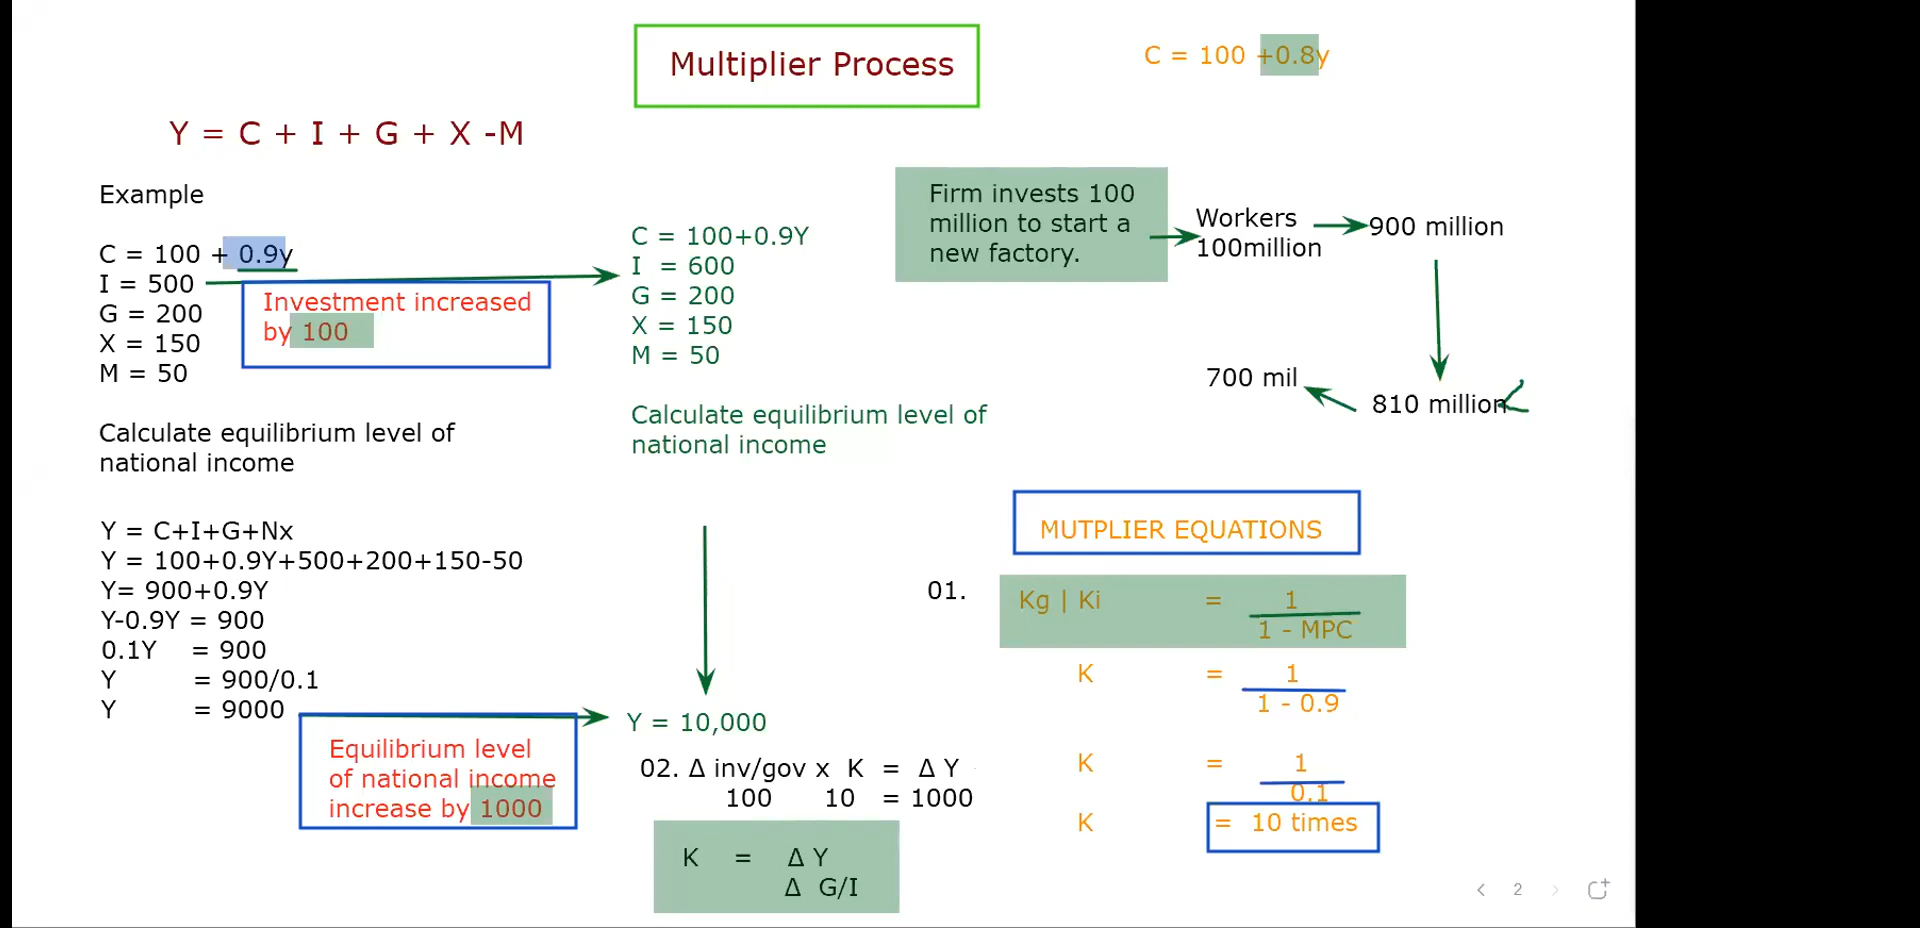 Multiplier Process
C = 100 +0.8y
Y = C + I + G + X -M
Example
C = 100 + 0.9y
I = 500
G = 200
X = 150
M = 50
Investment increased
by 100
Calculate equilibrium level of
national income
Y = C+I+G+Nx
Y = 100+0.9Y+500+200+150-50
Y= 900+0.9Y
Y-0.9Y = 900
0.1Y = 900
Y = 900/0.1
Y = 9000
Equilibrium level
of national income
increase by 1000
C = 100+0.9Y
I = 600
G = 200
X = 150
M = 50
Calculate equilibrium level of
national income
Y = 10,000
02. Δ inv/gov x K = Δ Y
100 10 = 1000
K = Δ Y
Δ G/I
Firm invests 100
million to start a
new factory.
Workers
100million
900 million
810 million
700 mil
MUTPLIER EQUATIONS
01.
Kg | Ki = 1
1 - MPC
K = 1
1 - 0.9
K = 1
0.1
K = 10 times
2